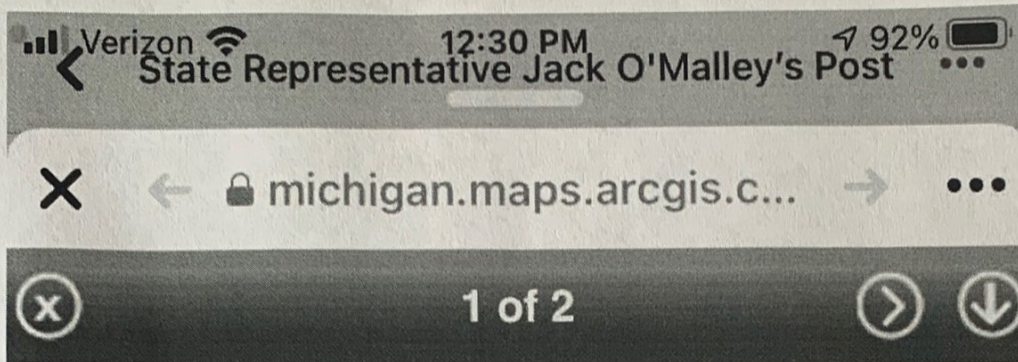 Verizon 12:30 PM 92%
State Representative Jack O'Malley's Post ...
michigan.maps.arcgis.c...
1 of 2